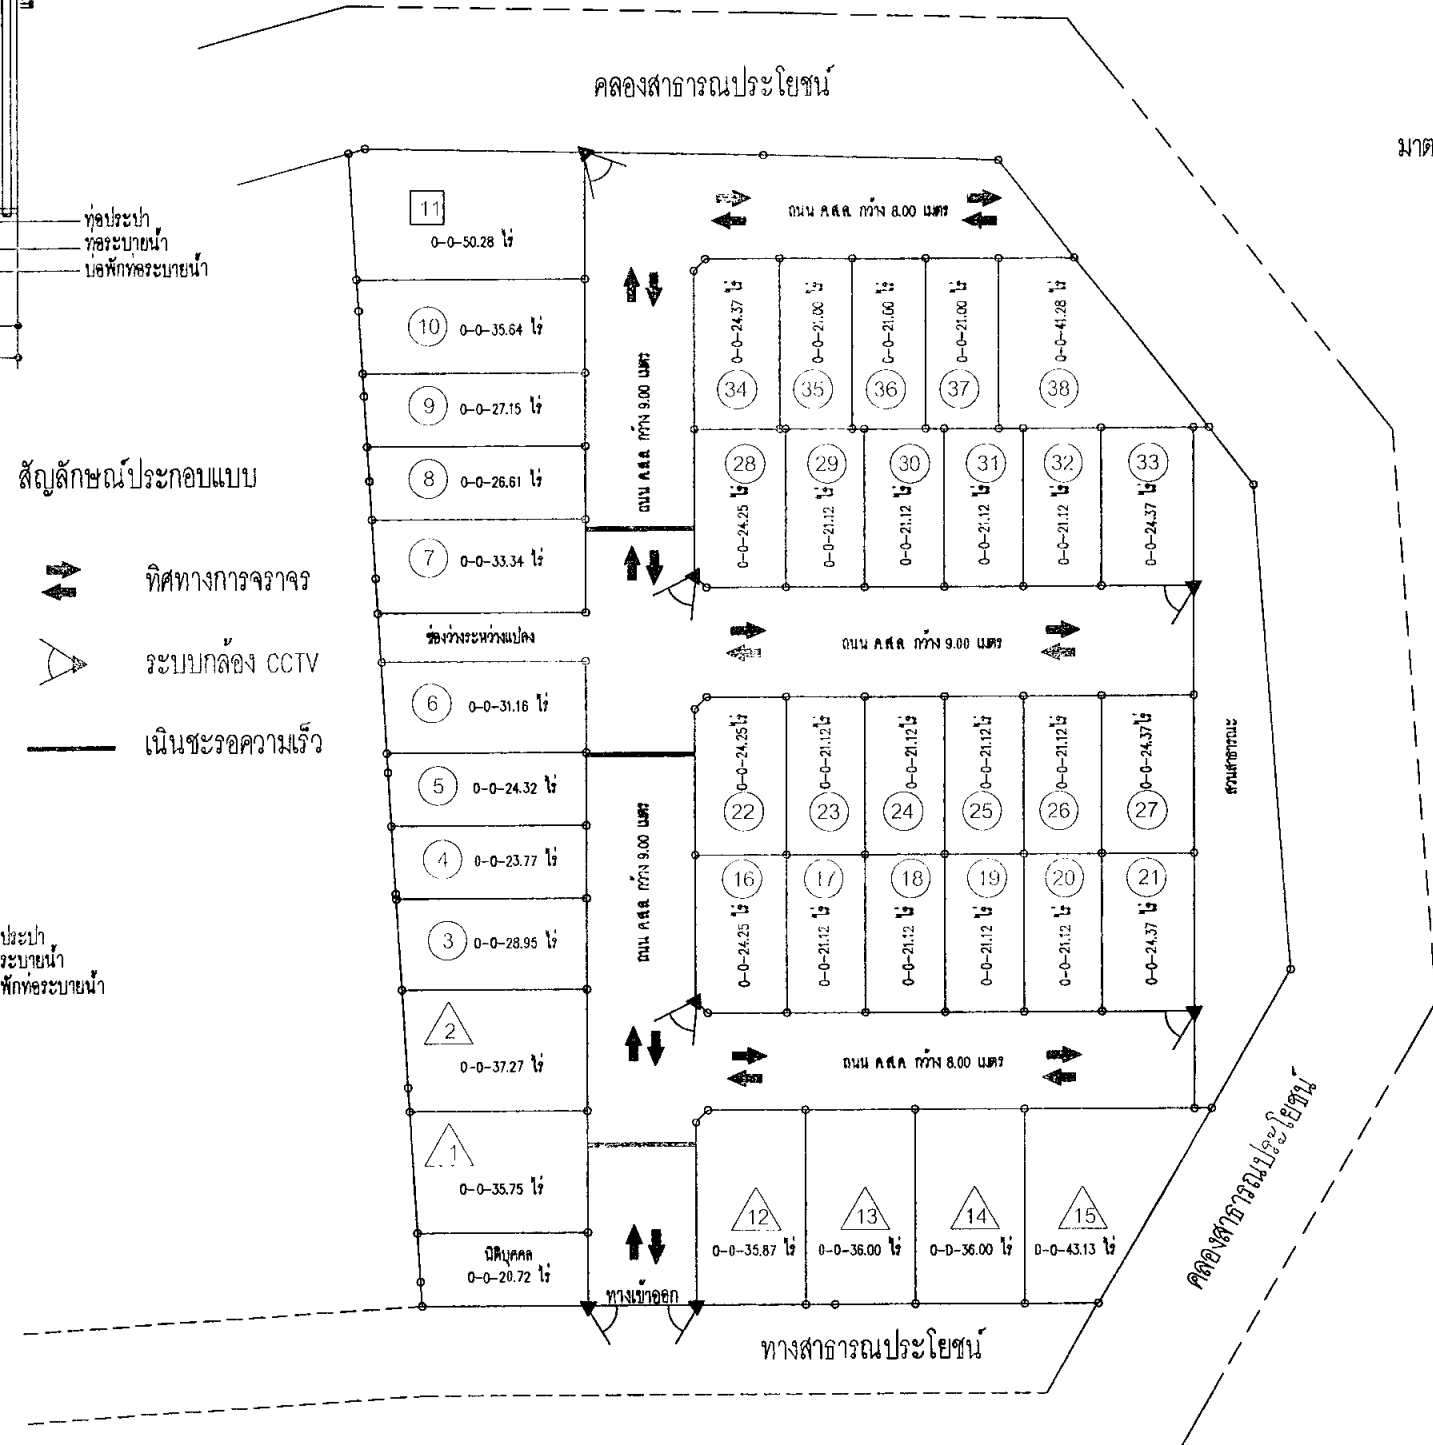 คลองสาธารณประโยชน์
มาต
ท่อประปา
ท่อระบายน้ำ
บ่อพักท่อระบายน้ำ
สัญลักษณ์ประกอบแบบ
ทิศทางการจราจร
ระบบกล้อง CCTV
เนินชะรอความเร็ว
ประปา
ระบายน้ำ
พักท่อระบายน้ำ
11
0-0-50.28 ไร่
10 0-0-35.64 ไร่
9 0-0-27.15 ไร่
8 0-0-26.61 ไร่
7 0-0-33.34 ไร่
ช่องว่างระหว่างแปลง
6 0-0-31.16 ไร่
5 0-0-24.32 ไร่
4 0-0-23.77 ไร่
3 0-0-28.95 ไร่
2
0-0-37.27 ไร่
1
0-0-35.75 ไร่
นิติบุคคล
0-0-20.72 ไร่
ถนน ค.ส.ล. กว้าง 9.00 เมตร
ถนน ค.ส.ล. กว้าง 9.00 เมตร
ทางเข้าออก
ถนน ค.ส.ล. กว้าง 8.00 เมตร
0-0-24.37 ไร่
34
0-0-21.00 ไร่
35
0-0-21.00 ไร่
36
0-0-21.00 ไร่
37
0-0-41.28 ไร่
38
28
0-0-24.25 ไร่
29
0-0-21.12 ไร่
30
0-0-21.12 ไร่
31
0-0-21.12 ไร่
32
0-0-21.12 ไร่
33
0-0-24.37 ไร่
ถนน ค.ส.ล. กว้าง 9.00 เมตร
0-0-24.25 ไร่
22
0-0-21.12 ไร่
23
0-0-21.12 ไร่
24
0-0-21.12 ไร่
25
0-0-21.12 ไร่
26
0-0-24.37 ไร่
27
16
0-0-24.25 ไร่
17
0-0-21.12 ไร่
18
0-0-21.12 ไร่
19
0-0-21.12 ไร่
20
0-0-21.12 ไร่
21
0-0-24.37 ไร่
สวนสาธารณะ
ถนน ค.ส.ล. กว้าง 8.00 เมตร
12
0-0-35.87 ไร่
13
0-0-36.00 ไร่
14
0-0-36.00 ไร่
15
0-0-43.13 ไร่
คลองสาธารณประโยชน์
ทางสาธารณประโยชน์